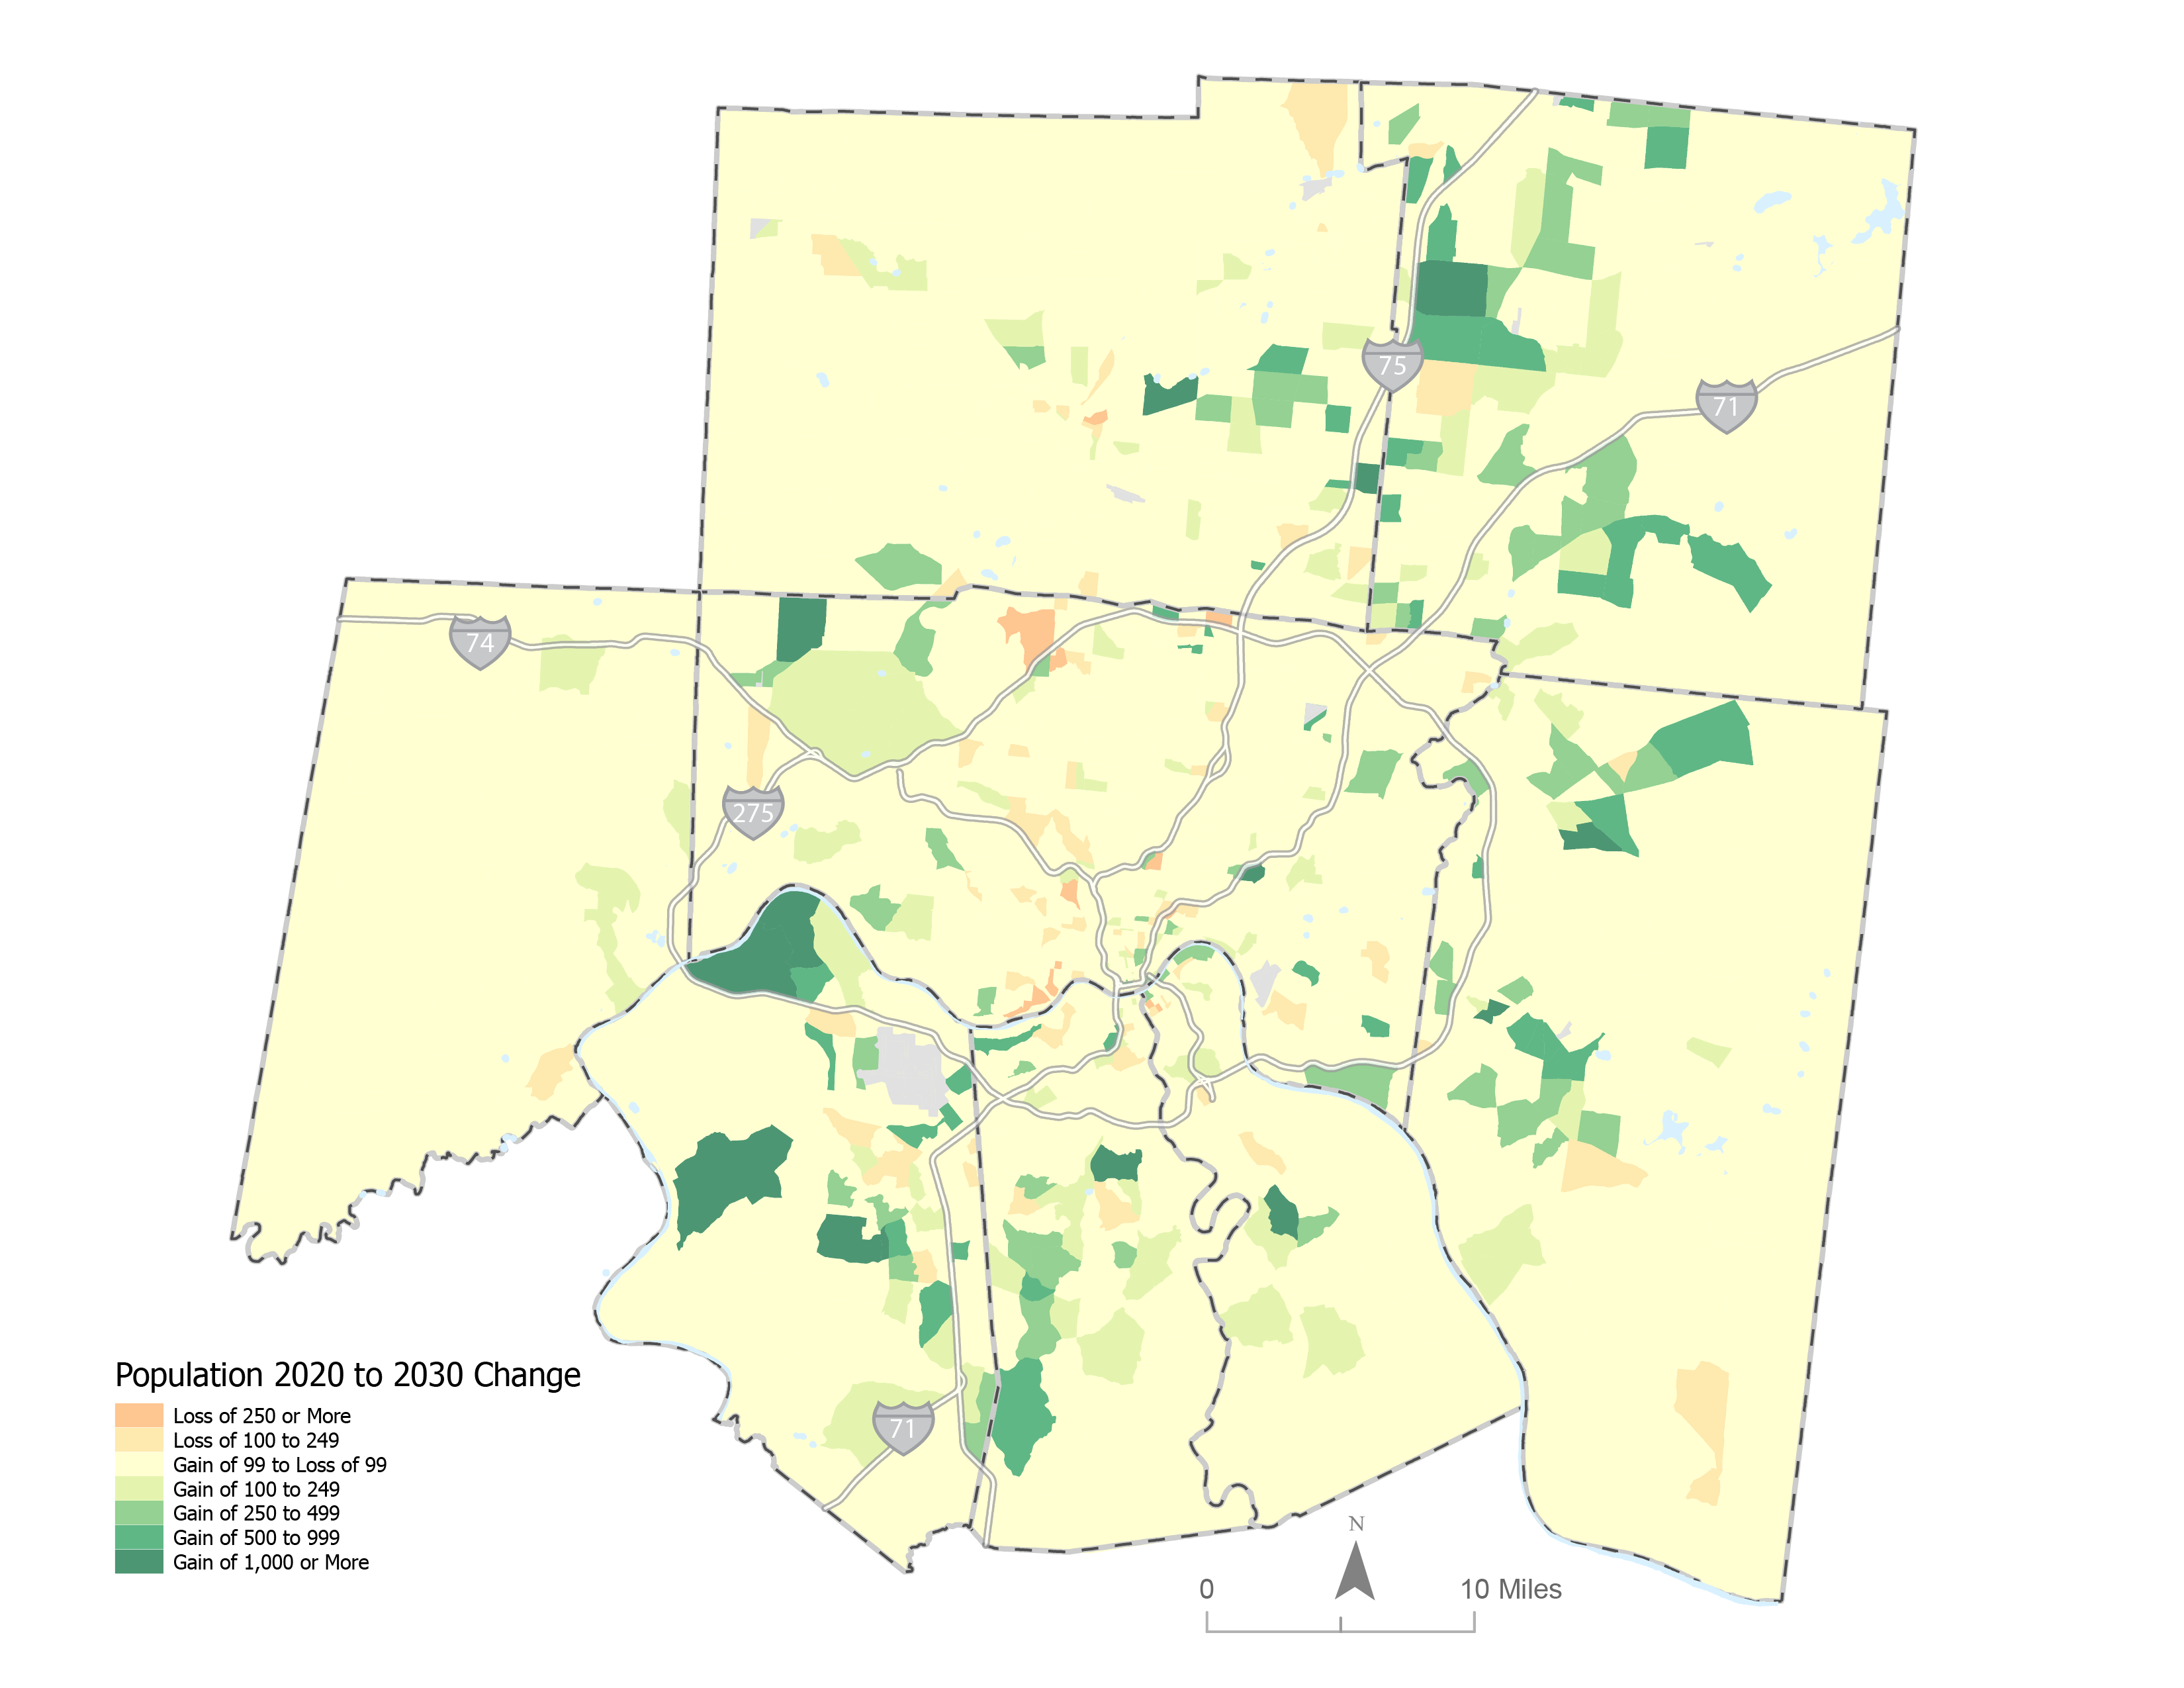 75
71
74
275
Population 2020 to 2030 Change
Loss of 250 or More
Loss of 100 to 249
Gain of 99 to Loss of 99
Gain of 100 to 249
Gain of 250 to 499
Gain of 500 to 999
Gain of 1,000 or More
71
N
0 10 Miles